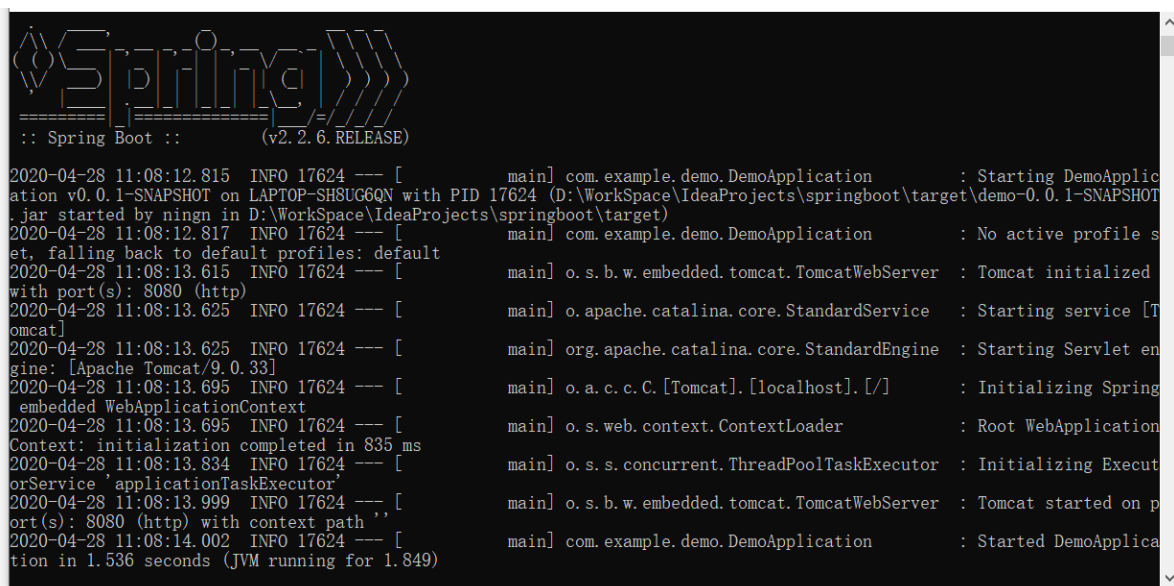 :: Spring Boot ::        (v2.2.6.RELEASE)
2020-04-28 11:08:12.815  INFO 17624 --- [           main] com.example.demo.DemoApplication         : Starting DemoApplic
ation v0.0.1-SNAPSHOT on LAPTOP-SH8UG6QN with PID 17624 (D:\WorkSpace\IdeaProjects\springboot\target\demo-0.0.1-SNAPSHOT
.jar started by ningn in D:\WorkSpace\IdeaProjects\springboot\target)
2020-04-28 11:08:12.817  INFO 17624 --- [           main] com.example.demo.DemoApplication         : No active profile s
et, falling back to default profiles: default
2020-04-28 11:08:13.615  INFO 17624 --- [           main] o.s.b.w.embedded.tomcat.TomcatWebServer  : Tomcat initialized
with port(s): 8080 (http)
2020-04-28 11:08:13.625  INFO 17624 --- [           main] o.apache.catalina.core.StandardService   : Starting service [T
omcat]
2020-04-28 11:08:13.625  INFO 17624 --- [           main] org.apache.catalina.core.StandardEngine  : Starting Servlet en
gine: [Apache Tomcat/9.0.33]
2020-04-28 11:08:13.695  INFO 17624 --- [           main] o.a.c.c.C.[Tomcat].[localhost].[/]       : Initializing Spring
 embedded WebApplicationContext
2020-04-28 11:08:13.695  INFO 17624 --- [           main] o.s.web.context.ContextLoader            : Root WebApplication
Context: initialization completed in 835 ms
2020-04-28 11:08:13.834  INFO 17624 --- [           main] o.s.s.concurrent.ThreadPoolTaskExecutor  : Initializing Execut
orService 'applicationTaskExecutor'
2020-04-28 11:08:13.999  INFO 17624 --- [           main] o.s.b.w.embedded.tomcat.TomcatWebServer  : Tomcat started on p
ort(s): 8080 (http) with context path ''
2020-04-28 11:08:14.002  INFO 17624 --- [           main] com.example.demo.DemoApplication         : Started DemoApplica
tion in 1.536 seconds (JVM running for 1.849)